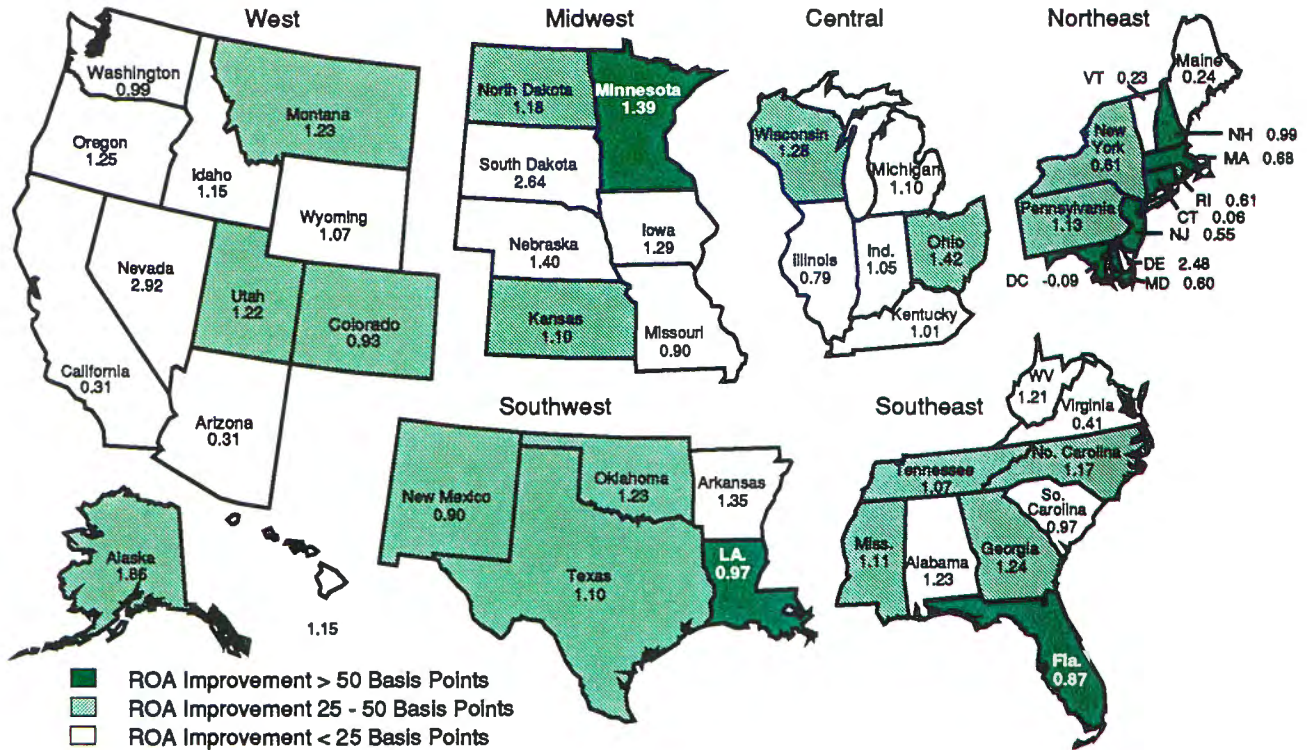 West
Washington
0.99
Montana
1.23
Oregon
1.25
Idaho
1.15
Wyoming
1.07
Nevada
2.92
Utah
1.22
Colorado
0.93
California
0.31
Arizona
0.31
Alaska
1.86
1.15
Midwest
North Dakota
1.18
Minnesota
1.39
South Dakota
2.64
Iowa
1.29
Nebraska
1.40
Kansas
1.10
Missouri
0.90
Central
Wisconsin
1.28
Michigan
1.10
Illinois
0.79
Ind.
1.05
Ohio
1.42
Kentucky
1.01
Northeast
Maine
0.24
VT 0.23
New
York
0.61
NH 0.99
MA 0.68
RI 0.61
CT 0.06
Pennsylvania
1.13
NJ 0.55
DE 2.48
DC -0.09
MD 0.60
Southwest
New Mexico
0.90
Oklahoma
1.23
Arkansas
1.35
Texas
1.10
LA.
0.97
Southeast
WV
1.21
Virginia
0.41
Tennessee
1.07
No. Carolina
1.17
So.
Carolina
0.97
Miss.
1.11
Alabama
1.23
Georgia
1.24
Fla.
0.87
ROA Improvement > 50 Basis Points
ROA Improvement 25 - 50 Basis Points
ROA Improvement < 25 Basis Points